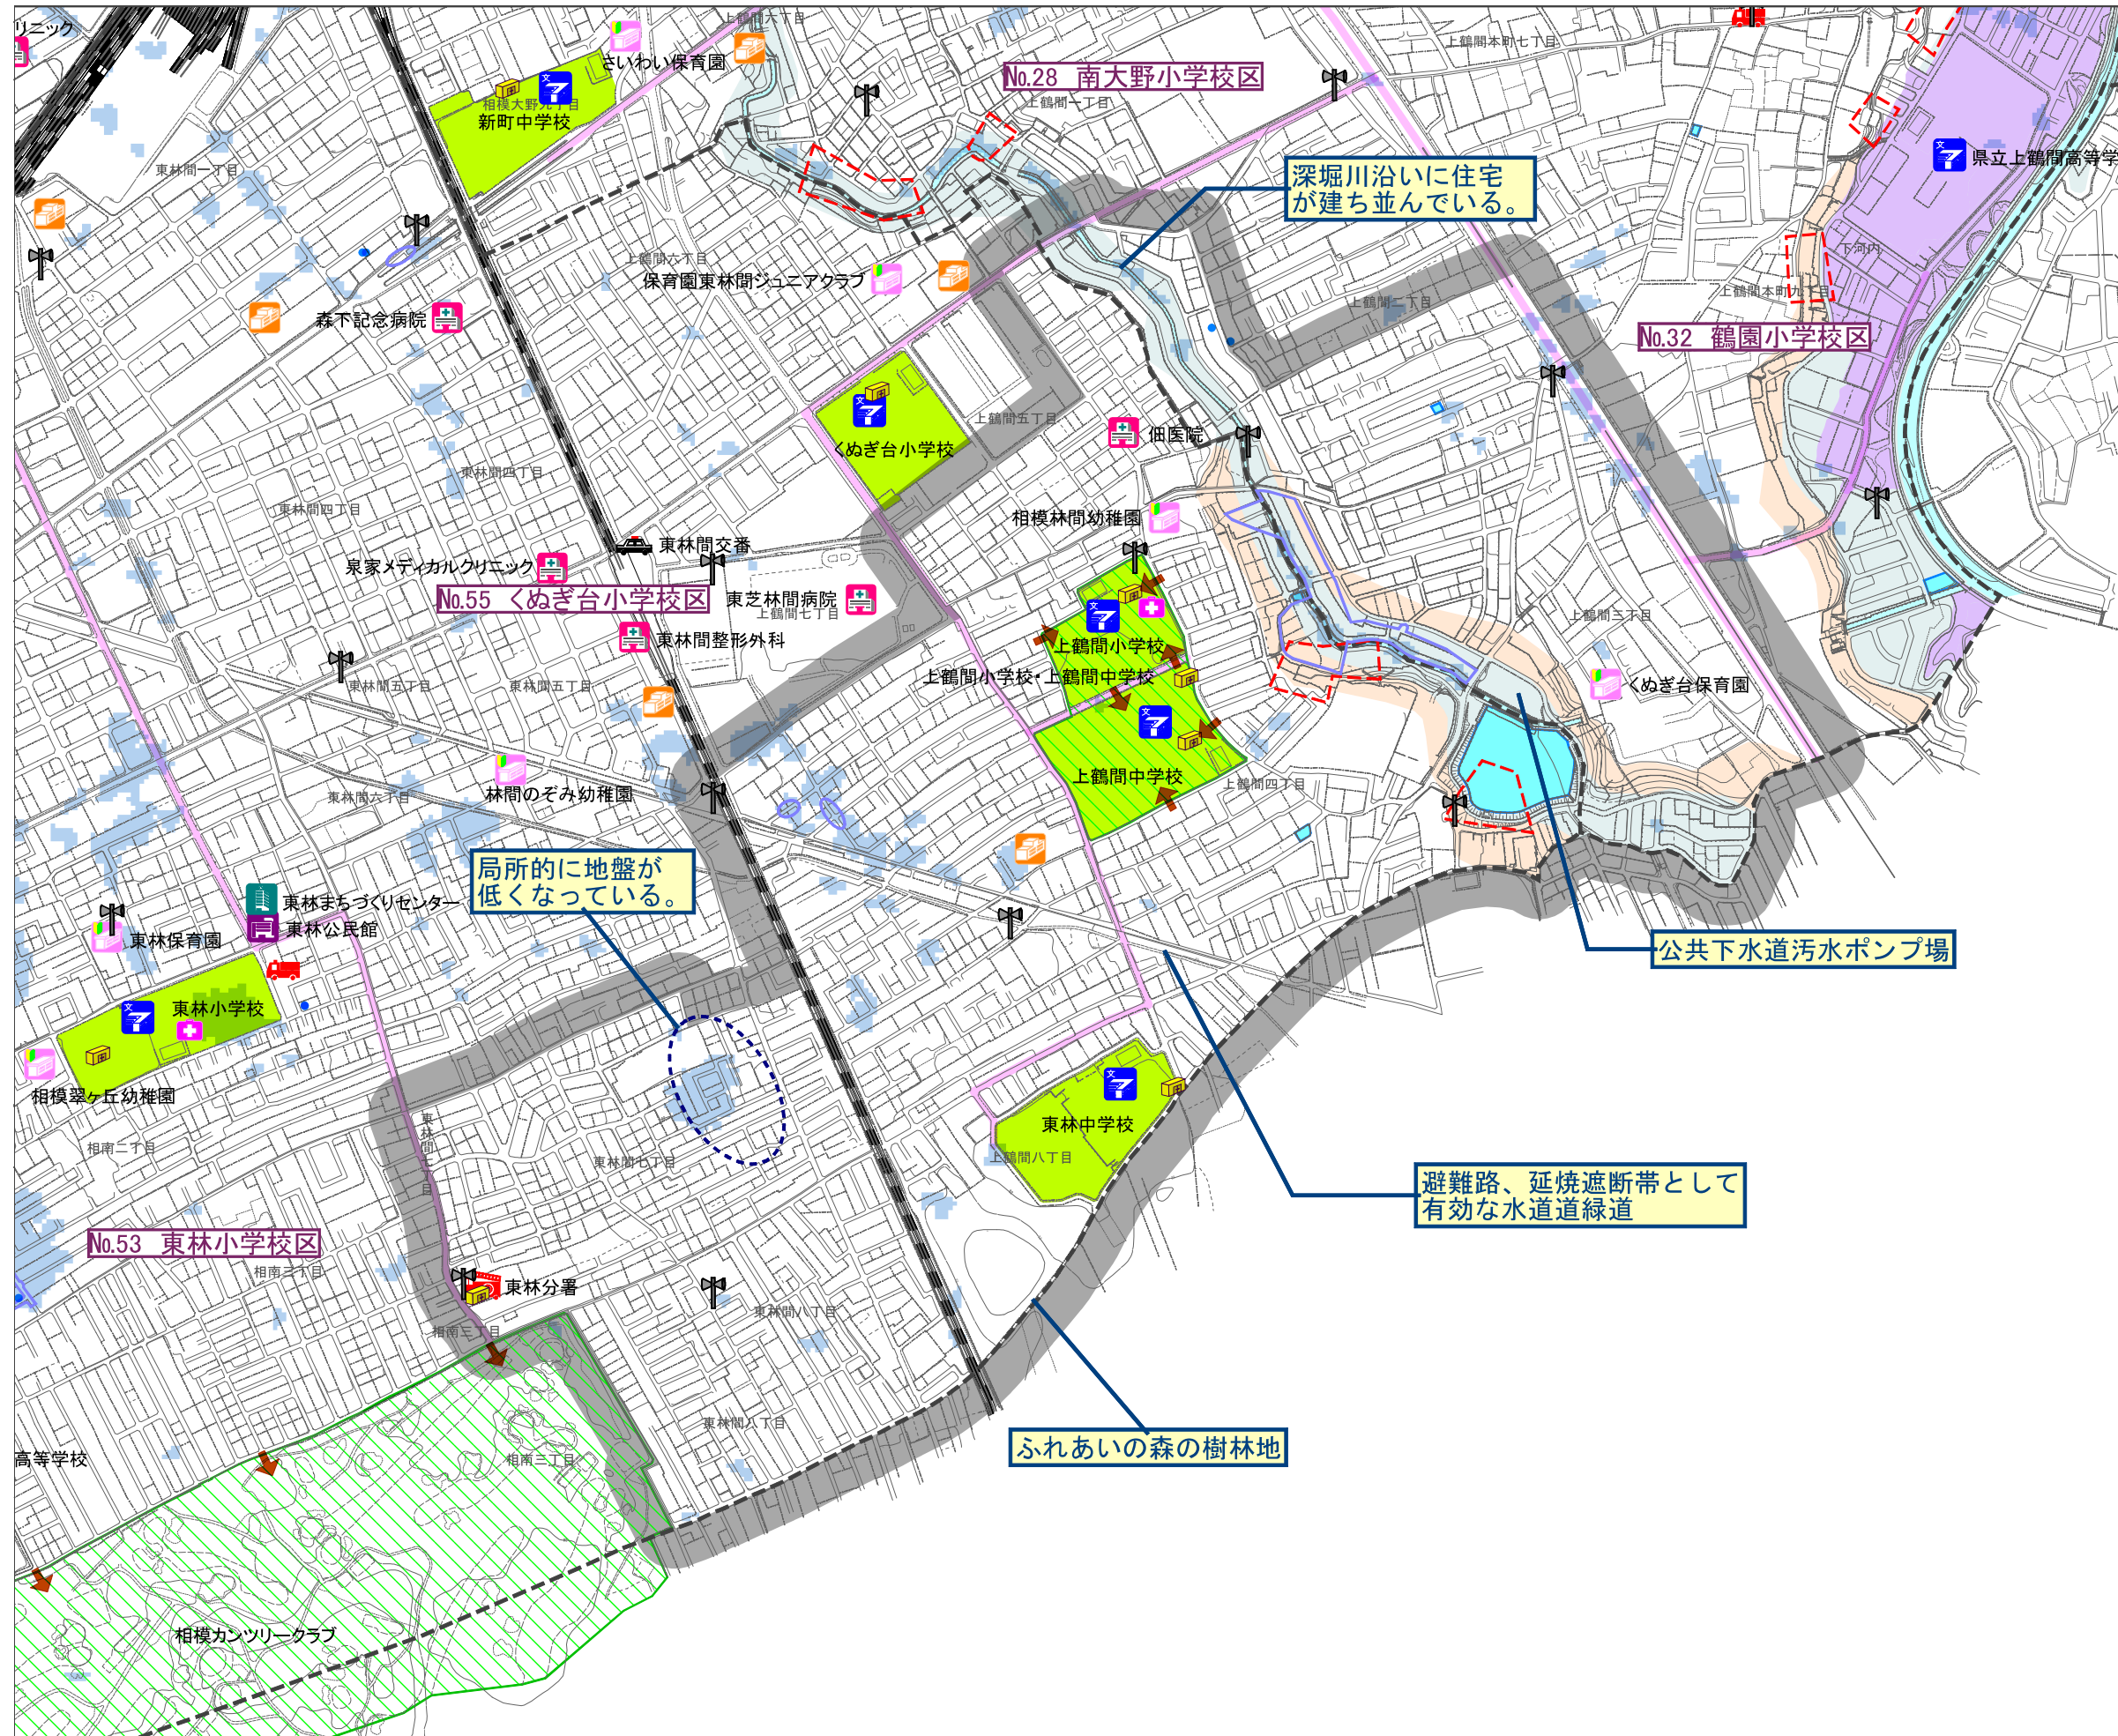 リニック
上鶴間六丁目
さいわい保育園
相模大野九丁目
新町中学校
No.28 南大野小学校区
上鶴間一丁目
上鶴間本町七丁目
県立上鶴間高等学
東林間一丁目
深堀川沿いに住宅
が建ち並んでいる。
上鶴間六丁目
保育園東林間ジュニアクラブ
下河内
上鶴間本町九丁目
上鶴間二丁目
森下記念病院
No.32 鶴園小学校区
上鶴間五丁目
佃医院
くぬぎ台小学校
東林間四丁目
東林間四丁目
相模林間幼稚園
東林間交番
泉家メディカルクリニック
No.55 くぬぎ台小学校区
東芝林間病院
上鶴間七丁目
上鶴間三丁目
東林間整形外科
上鶴間小学校
上鶴間小学校・上鶴間中学校
くぬぎ台保育園
東林間五丁目
東林間五丁目
上鶴間中学校
上鶴間四丁目
林間のぞみ幼稚園
東林間六丁目
局所的に地盤が
低くなっている。
東林まちづくりセンター
東林公民館
東林保育園
公共下水道汚水ポンプ場
東林小学校
相模翠ヶ丘幼稚園
東林間七丁目
東林中学校
相南二丁目
東林間七丁目
上鶴間八丁目
避難路、延焼遮断帯として
有効な水道道緑道
No.53 東林小学校区
相南三丁目
東林分署
東林間八丁目
相南三丁目
東林間八丁目
ふれあいの森の樹林地
高等学校
相南三丁目
相模カンツリークラブ